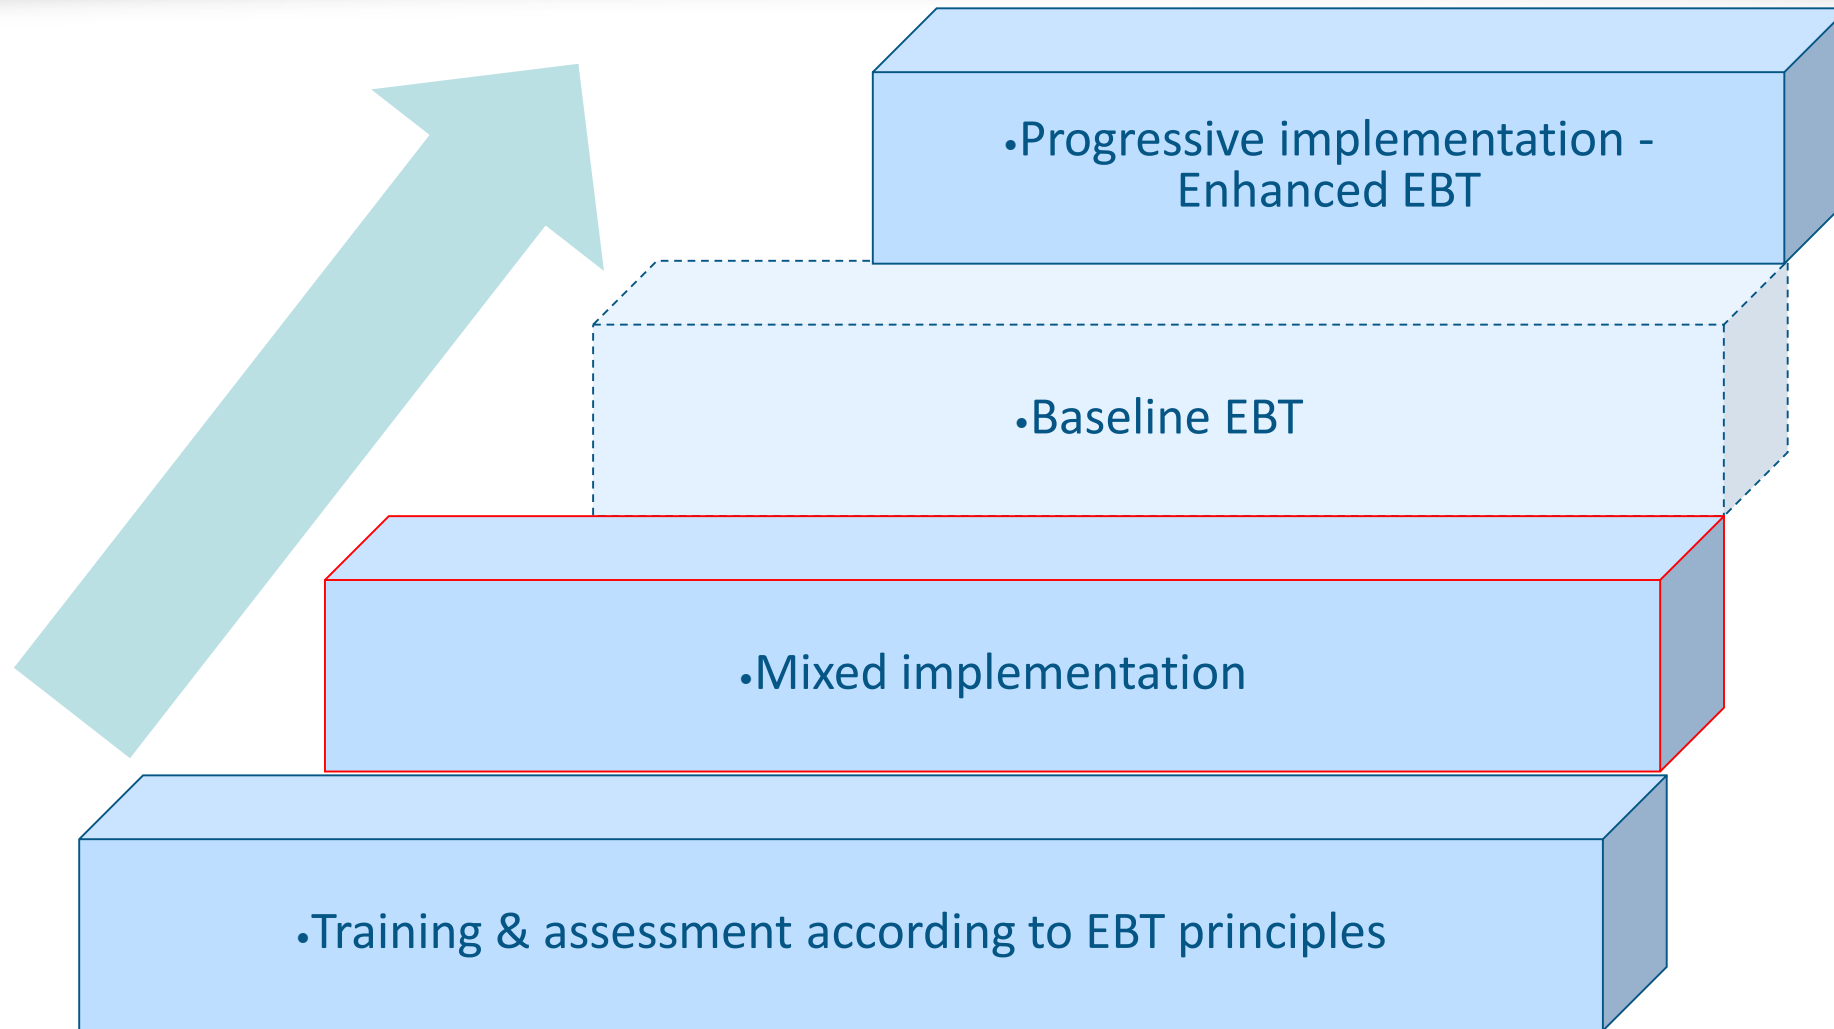 •Progressive implementation -
Enhanced EBT
•Baseline EBT
•Mixed implementation
•Training & assessment according to EBT principles